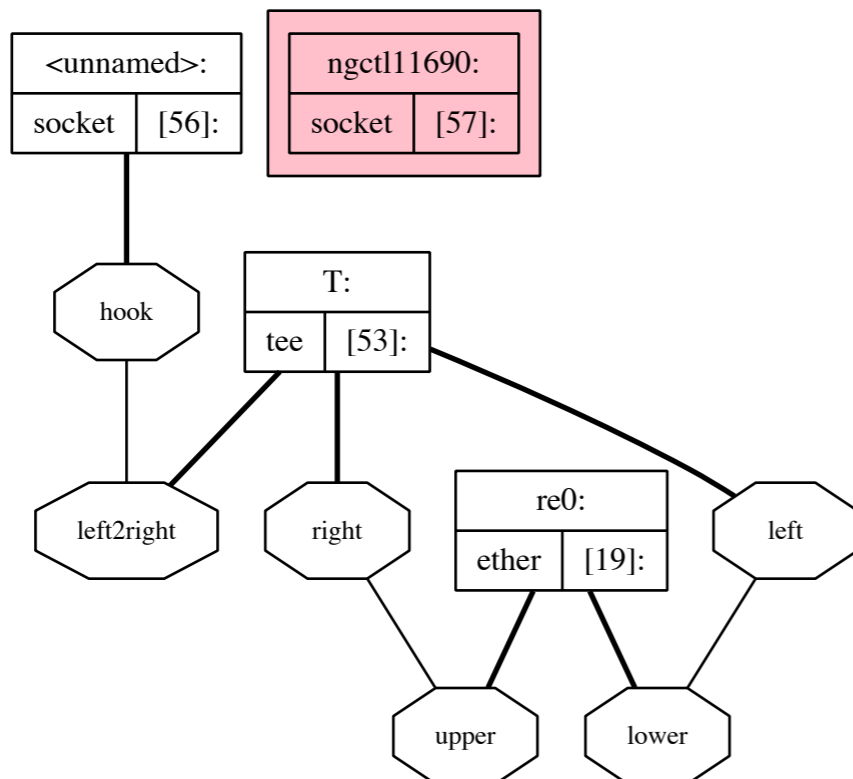 <unnamed>:
socket [56]:
ngctl11690:
socket [57]:
hook
T:
tee [53]:
left2right
right
re0:
ether [19]:
left
upper
lower